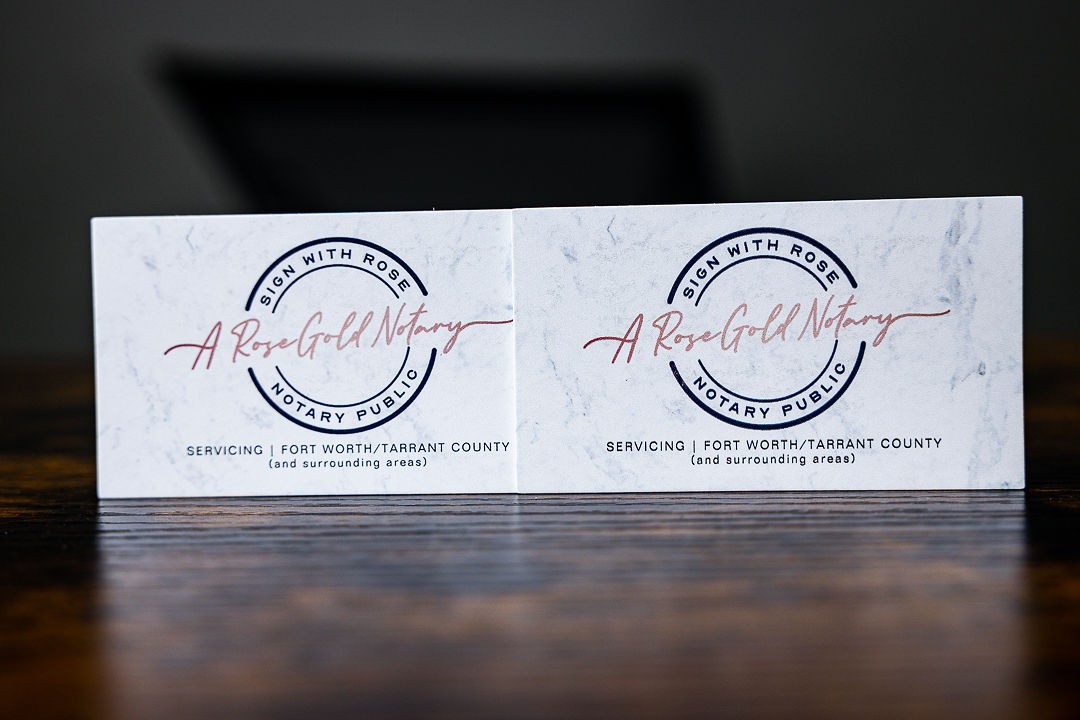 SIGN WITH ROSE
A Rose Gold Notary
NOTARY PUBLIC
SERVICING | FORT WORTH/TARRANT COUNTY
(and surrounding areas)
SIGN WITH ROSE
A Rose Gold Notary
NOTARY PUBLIC
SERVICING | FORT WORTH/TARRANT COUNTY
(and surrounding areas)